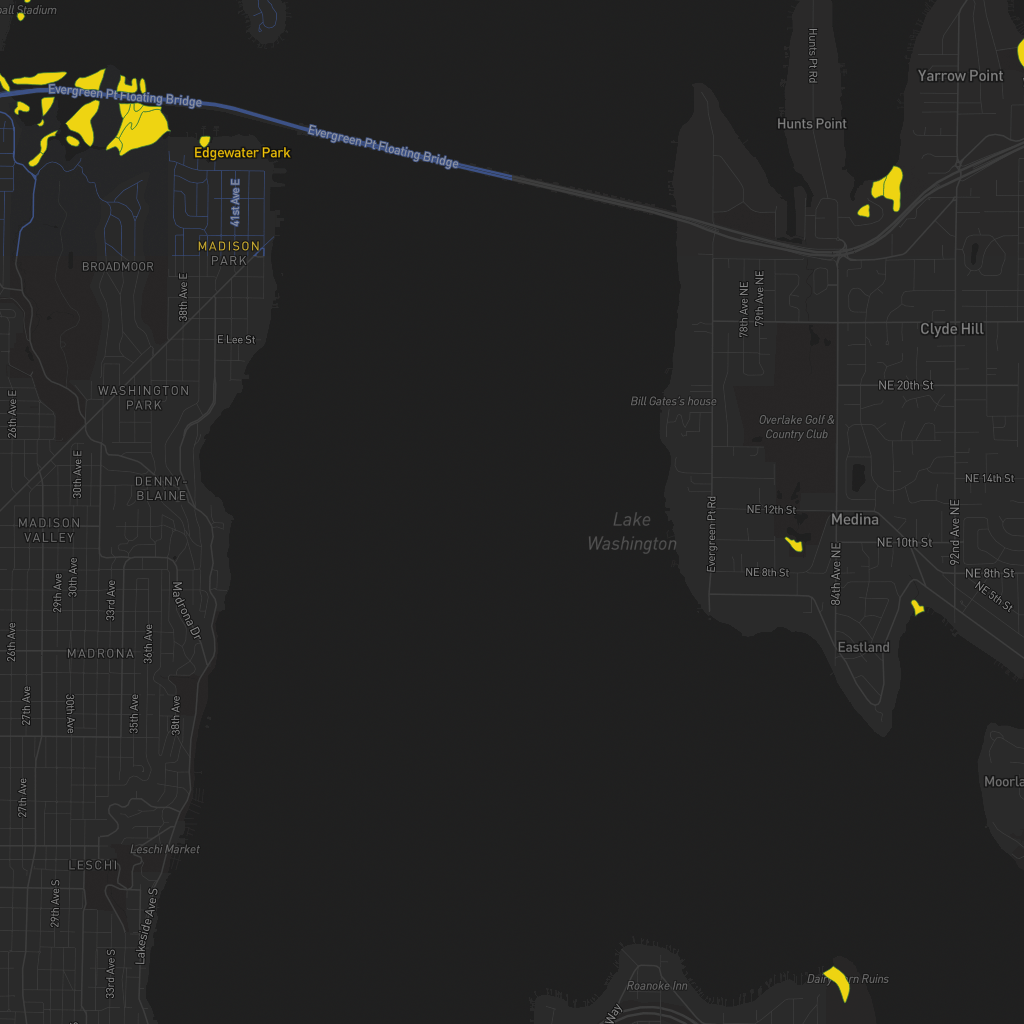 ball Stadium
Hunts Pt Rd
Yarrow Point
Evergreen Pt Floating Bridge
Hunts Point
Evergreen Pt Floating Bridge
Edgewater Park
41st Ave E
MADISON
PARK
BROADMOOR
38th Ave E
78th Ave NE
79th Ave NE
Clyde Hill
E Lee St
WASHINGTON
PARK
NE 20th St
26th Ave E
Bill Gates's house
Overlake Golf &
Country Club
30th Ave E
DENNY-
BLAINE
NE 14th St
MADISON
VALLEY
Lake
Washington
Evergreen Pt Rd
NE 12th St
Medina
92nd Ave NE
NE 10th St
29th Ave
30th Ave
33rd Ave
Madrona Dr
NE 8th St
84th Ave NE
NE 8th St
NE 5th St
26th Ave
36th Ave
MADRONA
Eastland
27th Ave
30th Ave
35th Ave
38th Ave
27th Ave
Moorla
Leschi Market
LESCHI
29th Ave S
Lakeside Ave S
33rd Ave S
Roanoke Inn
Way